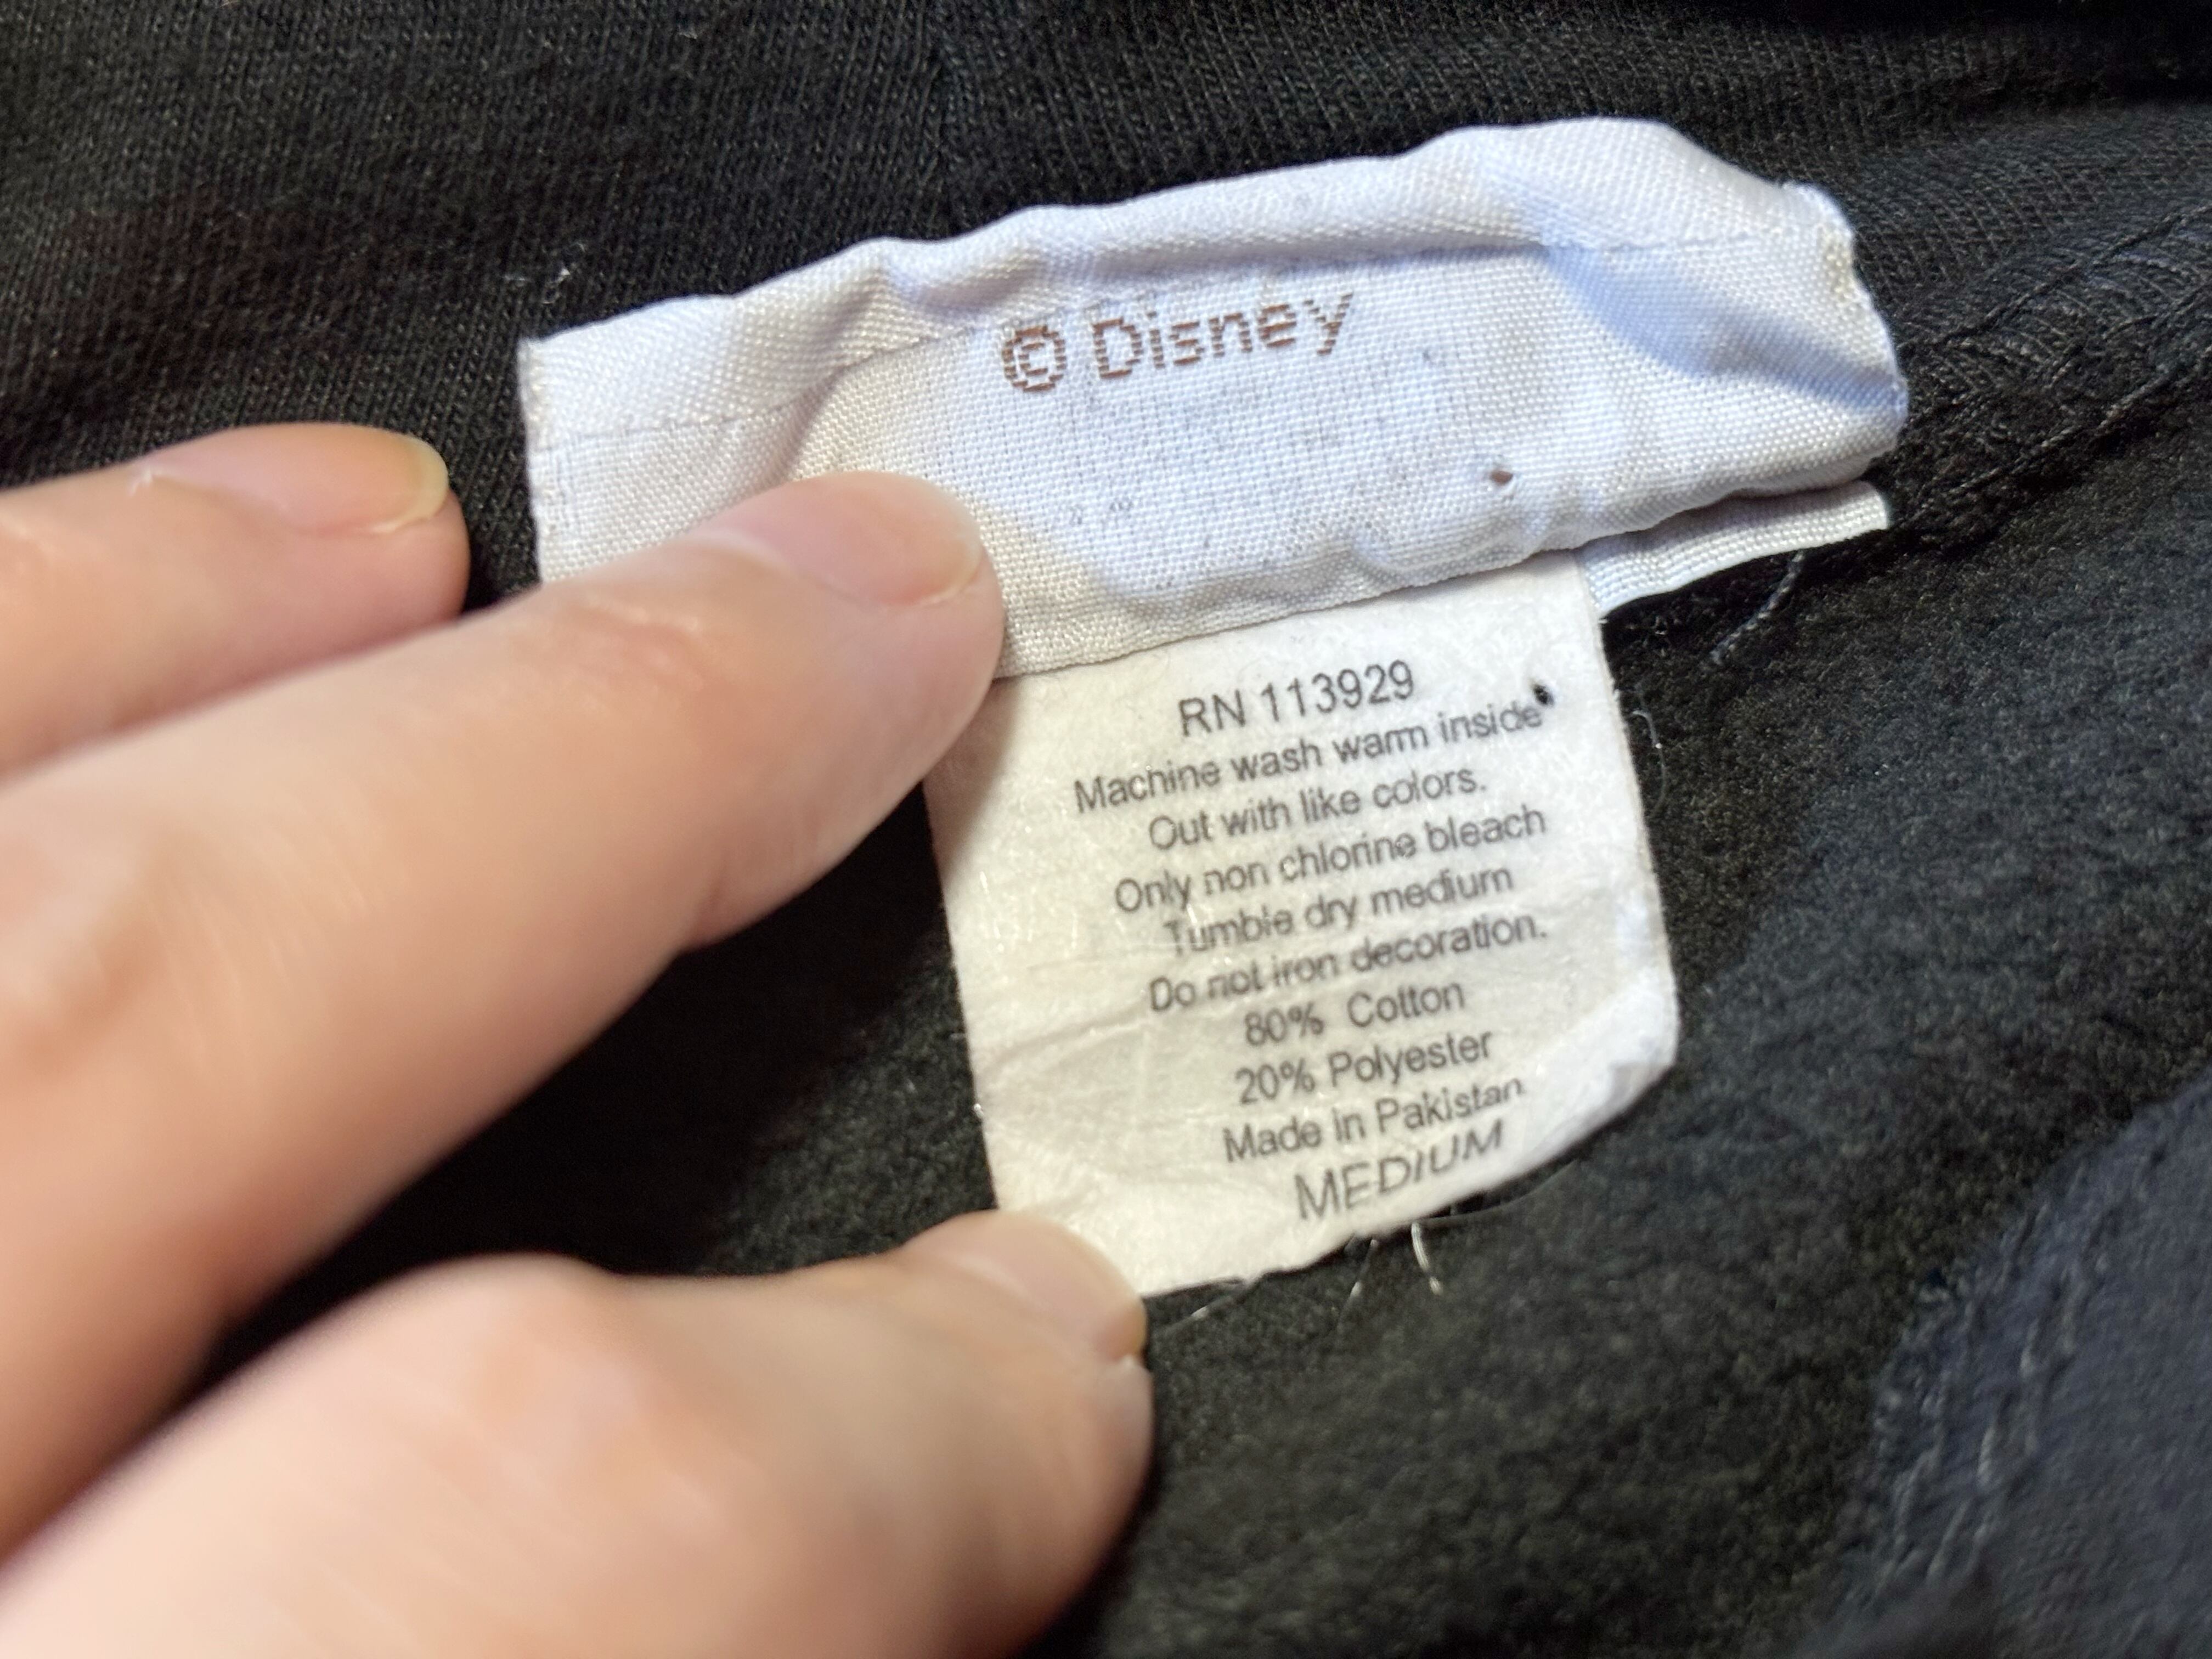 © Disney
RN 113929
Machine wash warm inside
Out with like colors.
Only non chlorine bleach
Tumble dry medium
Do not iron decoration.
80% Cotton
20% Polyester
Made in Pakistan
MEDIUM